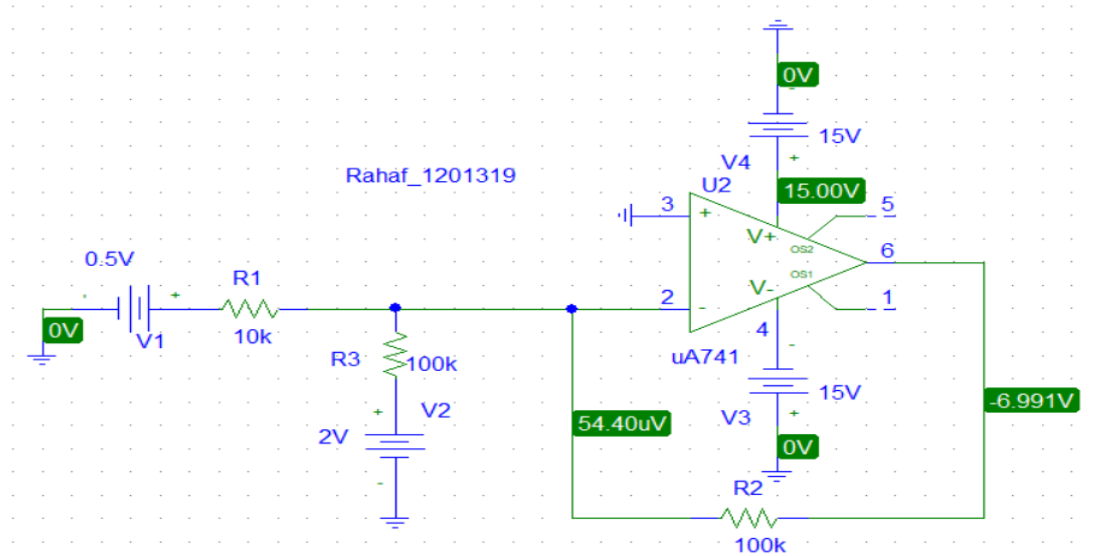 0V
15V
V4
+
Rahaf_1201319
U2
15.00V
3
+
5
V+
OS2
6
0.5V
R1
OS1
V-
2
-
1
-
+
0V
V1
10k
4
-
R3
100k
uA741
+
V2
15V
-6.991V
2V
54.40uV
V3
+
0V
-
R2
100k